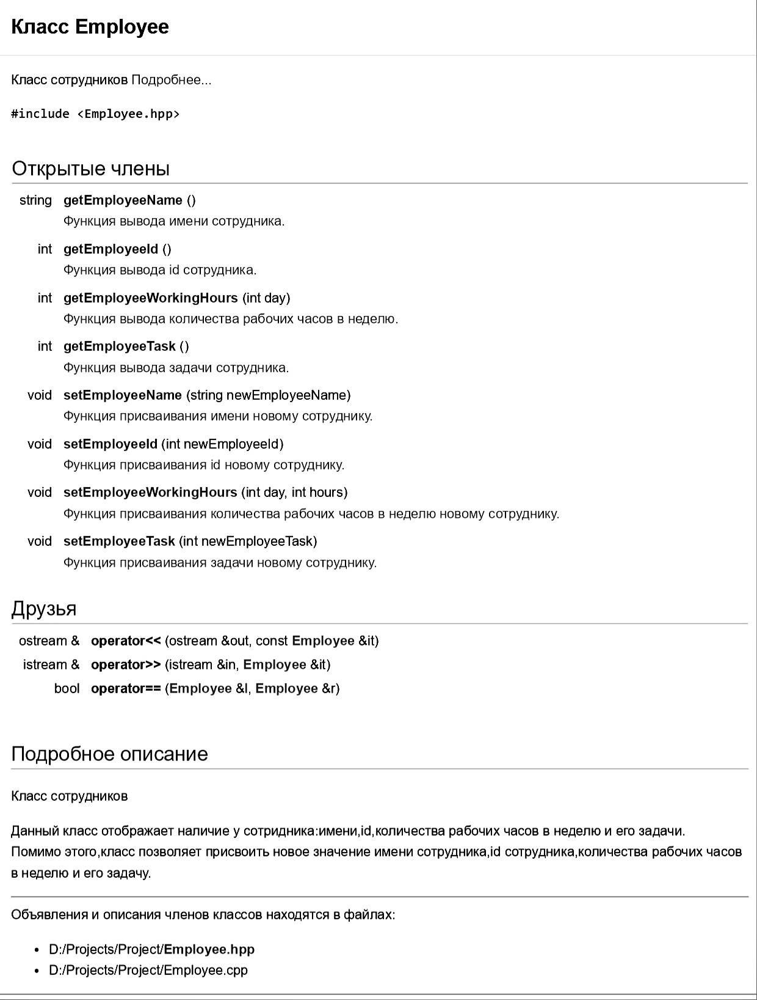 Класс Employee
Класс сотрудников Подробнее...
#include <Employee.hpp>
Открытые члены
string getEmployeeName ()
Функция вывода имени сотрудника.
int getEmployeeId ()
Функция вывода id сотрудника.
int getEmployeeWorkingHours (int day)
Функция вывода количества рабочих часов в неделю.
int getEmployeeTask ()
Функция вывода задачи сотрудника.
void setEmployeeName (string newEmployeeName)
Функция присваивания имени новому сотруднику.
void setEmployeeId (int newEmployeeId)
Функция присваивания id новому сотруднику.
void setEmployeeWorkingHours (int day, int hours)
Функция присваивания количества рабочих часов в неделю новому сотруднику.
void setEmployeeTask (int newEmployeeTask)
Функция присваивания задачи новому сотруднику.
Друзья
ostream & operator<< (ostream &out, const Employee &it)
istream & operator>> (istream &in, Employee &it)
bool operator== (Employee &l, Employee &r)
Подробное описание
Класс сотрудников
Данный класс отображает наличие у сотридника:имени,id,количества рабочих часов в неделю и его задачи.
Помимо этого,класс позволяет присвоить новое значение имени сотрудника,id сотрудника,количества рабочих часов
в неделю и его задачу.
Объявления и описания членов классов находятся в файлах:
• D:/Projects/Project/Employee.hpp
• D:/Projects/Project/Employee.cpp